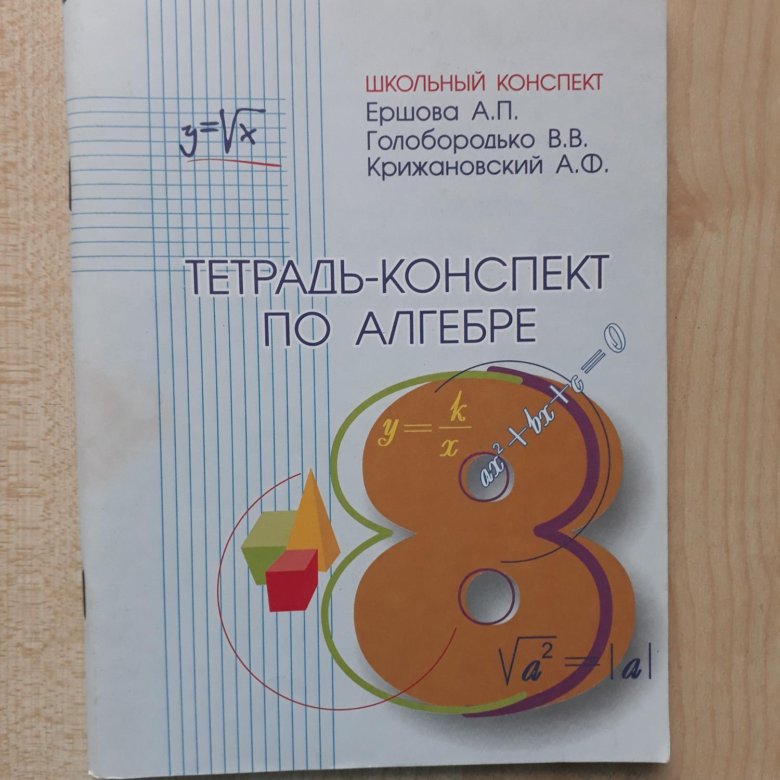 ШКОЛЬНЫЙ КОНСПЕКТ
Ершова А.П.
Голобородько В.В.
Крижановский А.Ф.
y=√x
ТЕТРАДЬ-КОНСПЕКТ
ПО АЛГЕБРЕ
y = k/x
ax² + bx + c = 0
8
√a² = |a|